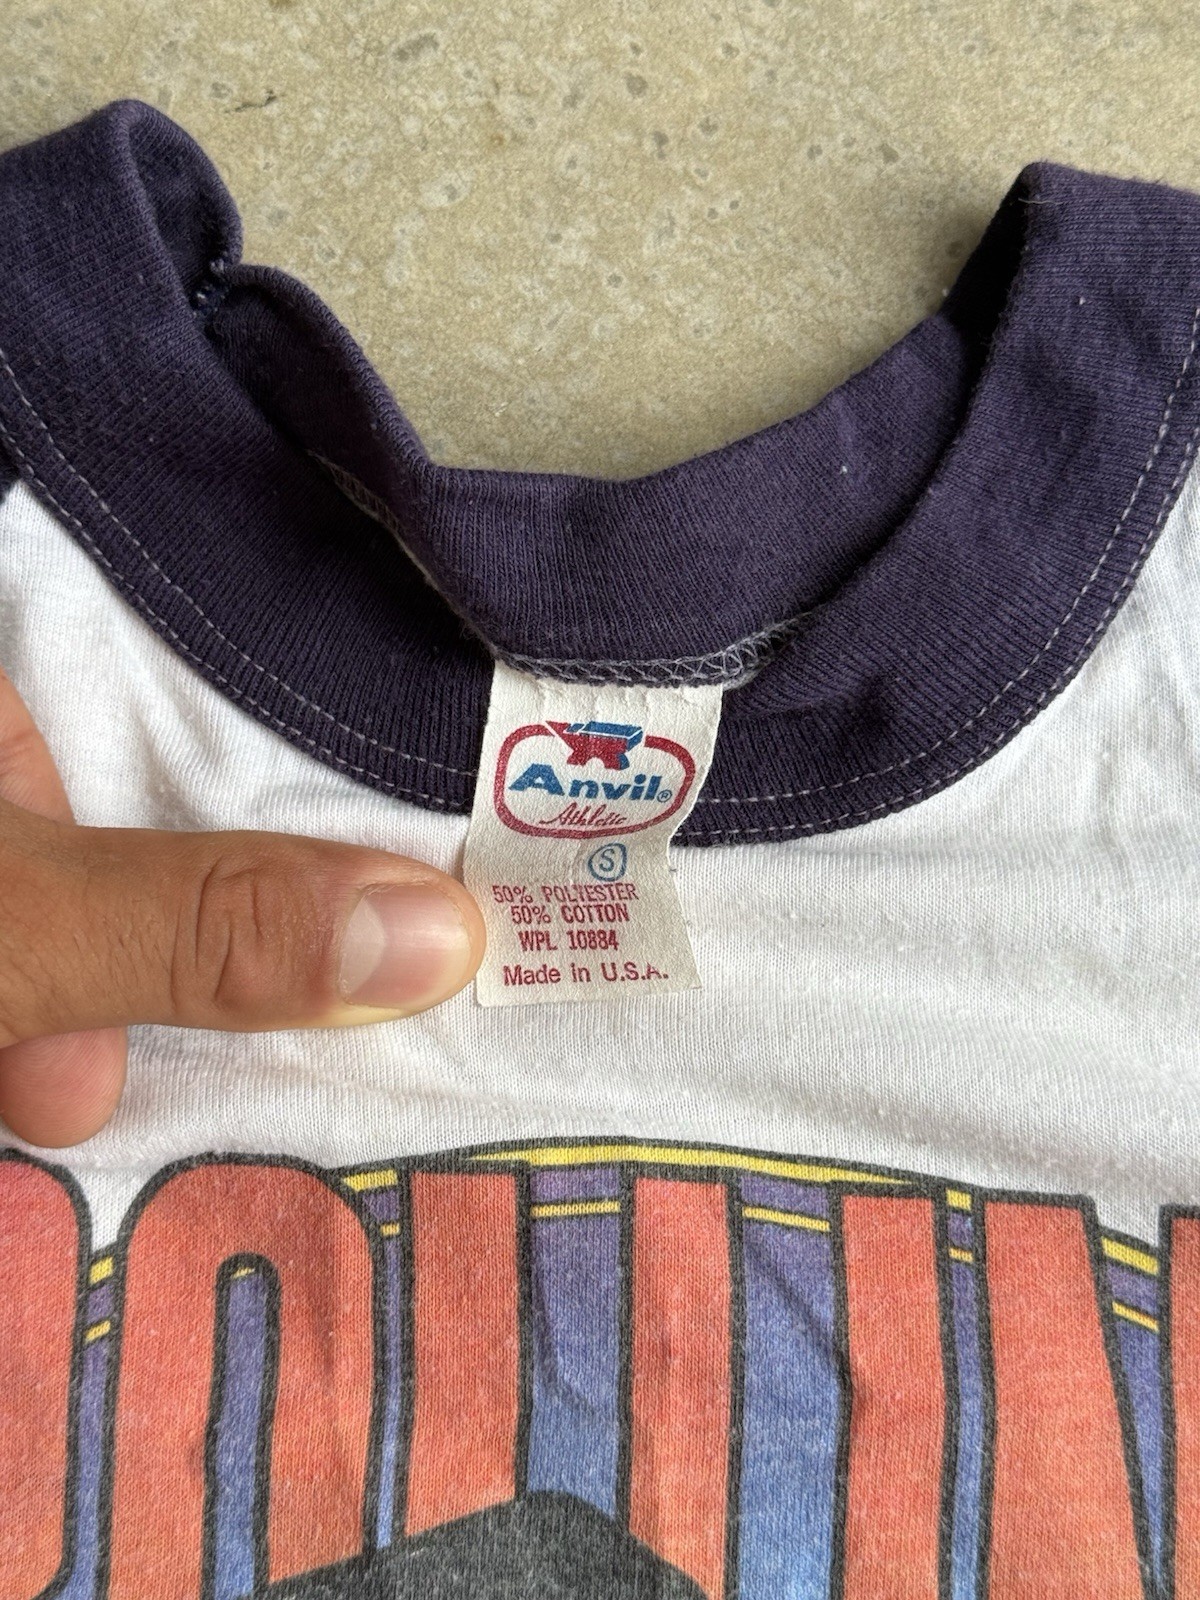 Anvil®
Athletic
S
50% POLYESTER
50% COTTON
WPL 10884
Made in U.S.A.